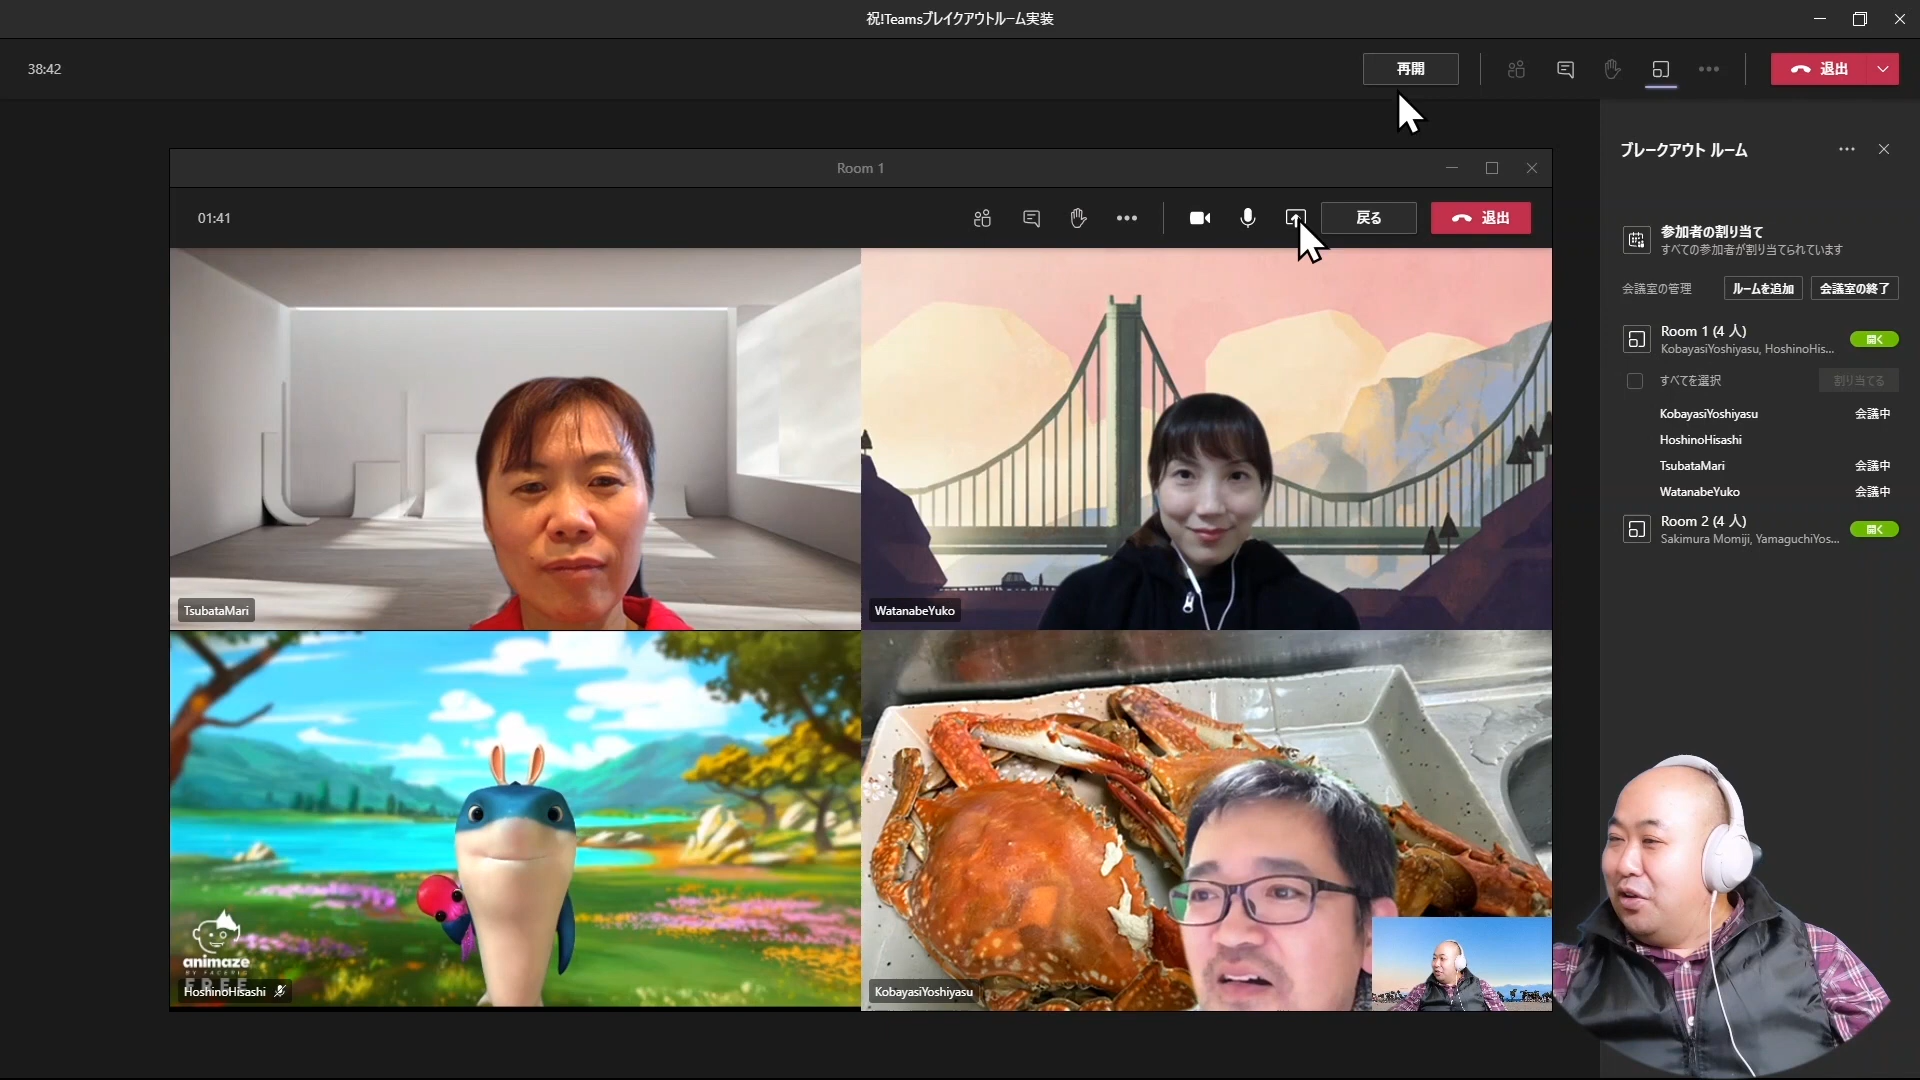 祝!Teamsブレイクアウトルーム実装
38:42
再開
退出
Room 1
01:41
戻る
退出
ブレークアウト ルーム
参加者の割り当て
すべての参加者が割り当てられています
会議室の管理
ルームを追加
会議室の終了
Room 1 (4 人)
KobayasiYoshiyasu, HoshinoHis...
開く
すべてを選択
割り当てる
KobayasiYoshiyasu
会議中
HoshinoHisashi
TsubataMari
会議中
WatanabeYuko
会議中
Room 2 (4 人)
Sakimura Momiji, YamaguchiYos...
開く
TsubataMari
WatanabeYuko
animaze
BY FACERIG
FREE
HoshinoHisashi
KobayasiYoshiyasu